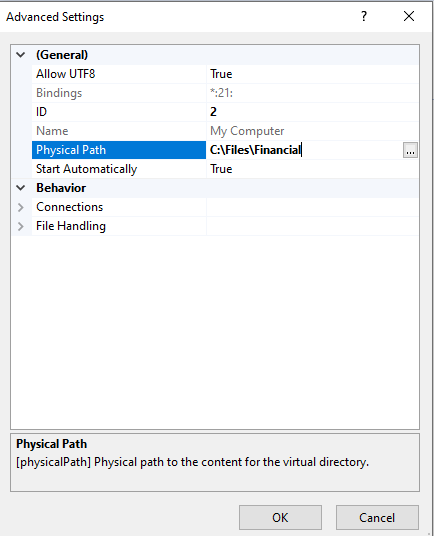 Advanced Settings
(General)
Allow UTF8 True
Bindings *:21:
ID 2
Name My Computer
Physical Path C:\Files\Financial ...
Start Automatically True
Behavior
Connections
File Handling
Physical Path
[physicalPath] Physical path to the content for the virtual directory.
OK Cancel